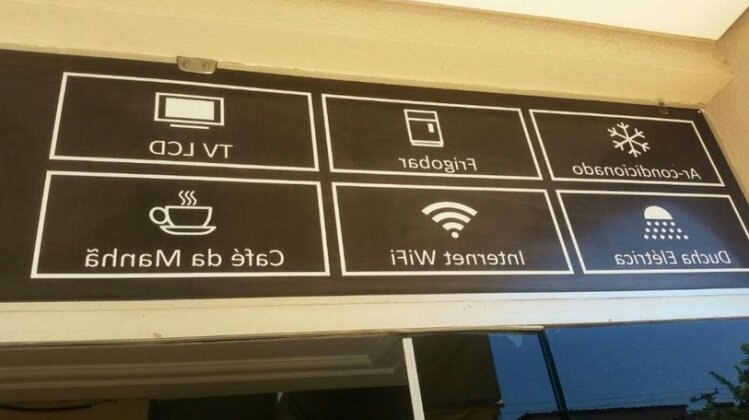 Ar-condicionado
Frigobar
TV LCD
Ducha Elétrica
Internet WiFi
Café da Manhã